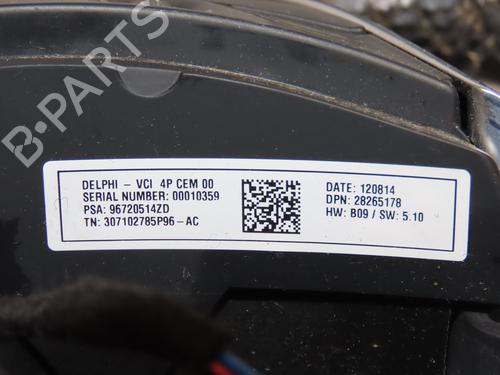 DELPHI - VCI 4P CEM 00
SERIAL NUMBER: 00010359
PSA: 96720514ZD
TN: 307102785P96-AC
DATE: 120814
DPN: 28265178
HW: B09 / SW: 5.10
B-PARTS